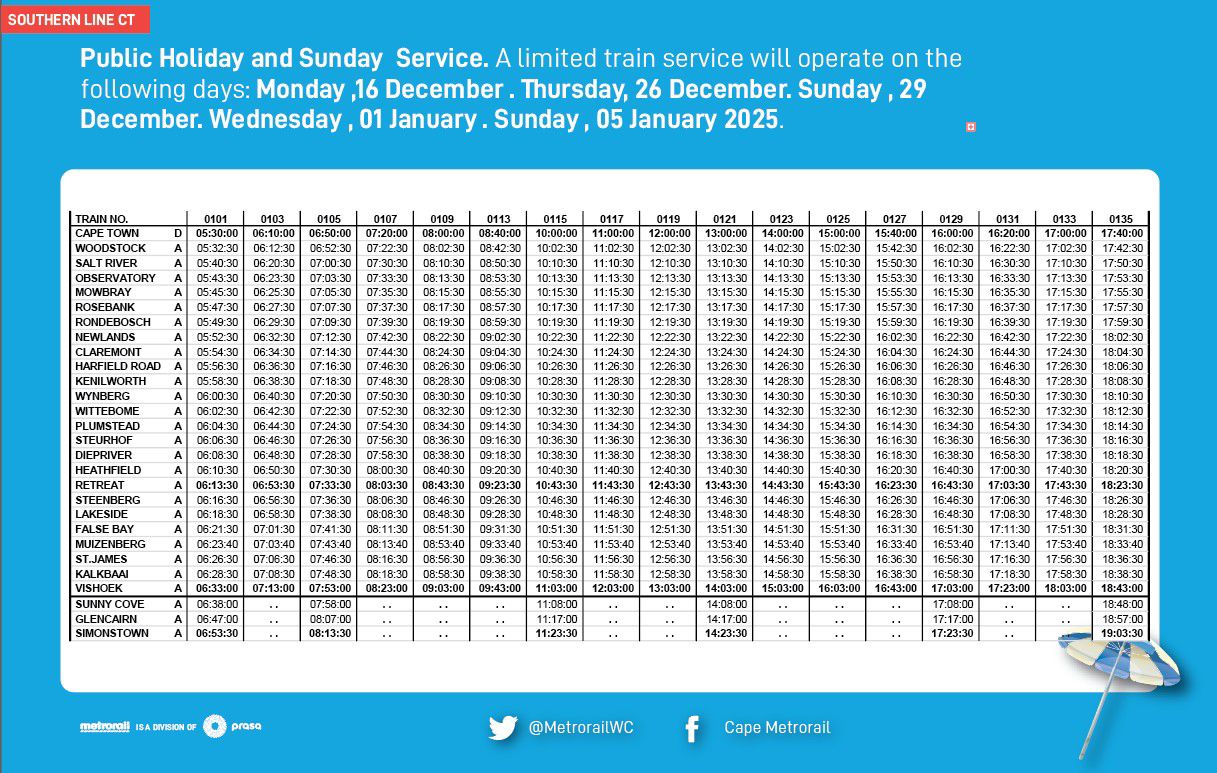 SOUTHERN LINE CT
Public Holiday and Sunday Service. A limited train service will operate on the
following days: Monday ,16 December . Thursday, 26 December. Sunday , 29
December. Wednesday , 01 January . Sunday , 05 January 2025.
TRAIN NO. 0101 0103 0105 0107 0109 0113 0115 0117 0119 0121 0123 0125 0127 0129 0131 0133 0135
CAPE TOWN D 05:30:00 06:10:00 06:50:00 07:20:00 08:00:00 08:40:00 10:00:00 11:00:00 12:00:00 13:00:00 14:00:00 15:00:00 15:40:00 16:00:00 16:20:00 17:00:00 17:40:00
WOODSTOCK A 05:32:30 06:12:30 06:52:30 07:22:30 08:02:30 08:42:30 10:02:30 11:02:30 12:02:30 13:02:30 14:02:30 15:02:30 15:42:30 16:02:30 16:22:30 17:02:30 17:42:30
SALT RIVER A 05:40:30 06:20:30 07:00:30 07:30:30 08:10:30 08:50:30 10:10:30 11:10:30 12:10:30 13:10:30 14:10:30 15:10:30 15:50:30 16:10:30 16:30:30 17:10:30 17:50:30
OBSERVATORY A 05:43:30 06:23:30 07:03:30 07:33:30 08:13:30 08:53:30 10:13:30 11:13:30 12:13:30 13:13:30 14:13:30 15:13:30 15:53:30 16:13:30 16:33:30 17:13:30 17:53:30
MOWBRAY A 05:45:30 06:25:30 07:05:30 07:35:30 08:15:30 08:55:30 10:15:30 11:15:30 12:15:30 13:15:30 14:15:30 15:15:30 15:55:30 16:15:30 16:35:30 17:15:30 17:55:30
ROSEBANK A 05:47:30 06:27:30 07:07:30 07:37:30 08:17:30 08:57:30 10:17:30 11:17:30 12:17:30 13:17:30 14:17:30 15:17:30 15:57:30 16:17:30 16:37:30 17:17:30 17:57:30
RONDEBOSCH A 05:49:30 06:29:30 07:09:30 07:39:30 08:19:30 08:59:30 10:19:30 11:19:30 12:19:30 13:19:30 14:19:30 15:19:30 15:59:30 16:19:30 16:39:30 17:19:30 17:59:30
NEWLANDS A 05:52:30 06:32:30 07:12:30 07:42:30 08:22:30 09:02:30 10:22:30 11:22:30 12:22:30 13:22:30 14:22:30 15:22:30 16:02:30 16:22:30 16:42:30 17:22:30 18:02:30
CLAREMONT A 05:54:30 06:34:30 07:14:30 07:44:30 08:24:30 09:04:30 10:24:30 11:24:30 12:24:30 13:24:30 14:24:30 15:24:30 16:04:30 16:24:30 16:44:30 17:24:30 18:04:30
HARFIELD ROAD A 05:56:30 06:36:30 07:16:30 07:46:30 08:26:30 09:06:30 10:26:30 11:26:30 12:26:30 13:26:30 14:26:30 15:26:30 16:06:30 16:26:30 16:46:30 17:26:30 18:06:30
KENILWORTH A 05:58:30 06:38:30 07:18:30 07:48:30 08:28:30 09:08:30 10:28:30 11:28:30 12:28:30 13:28:30 14:28:30 15:28:30 16:08:30 16:28:30 16:48:30 17:28:30 18:08:30
WYNBERG A 06:00:30 06:40:30 07:20:30 07:50:30 08:30:30 09:10:30 10:30:30 11:30:30 12:30:30 13:30:30 14:30:30 15:30:30 16:10:30 16:30:30 16:50:30 17:30:30 18:10:30
WITTEBOME A 06:02:30 06:42:30 07:22:30 07:52:30 08:32:30 09:12:30 10:32:30 11:32:30 12:32:30 13:32:30 14:32:30 15:32:30 16:12:30 16:32:30 16:52:30 17:32:30 18:12:30
PLUMSTEAD A 06:04:30 06:44:30 07:24:30 07:54:30 08:34:30 09:14:30 10:34:30 11:34:30 12:34:30 13:34:30 14:34:30 15:34:30 16:14:30 16:34:30 16:54:30 17:34:30 18:14:30
STEURHOF A 06:06:30 06:46:30 07:26:30 07:56:30 08:36:30 09:16:30 10:36:30 11:36:30 12:36:30 13:36:30 14:36:30 15:36:30 16:16:30 16:36:30 16:56:30 17:36:30 18:16:30
DIEPRIVER A 06:08:30 06:48:30 07:28:30 07:58:30 08:38:30 09:18:30 10:38:30 11:38:30 12:38:30 13:38:30 14:38:30 15:38:30 16:18:30 16:38:30 16:58:30 17:38:30 18:18:30
HEATHFIELD A 06:10:30 06:50:30 07:30:30 08:00:30 08:40:30 09:20:30 10:40:30 11:40:30 12:40:30 13:40:30 14:40:30 15:40:30 16:20:30 16:40:30 17:00:30 17:40:30 18:20:30
RETREAT A 06:13:30 06:53:30 07:33:30 08:03:30 08:43:30 09:23:30 10:43:30 11:43:30 12:43:30 13:43:30 14:43:30 15:43:30 16:23:30 16:43:30 17:03:30 17:43:30 18:23:30
STEENBERG A 06:16:30 06:56:30 07:36:30 08:06:30 08:46:30 09:26:30 10:46:30 11:46:30 12:46:30 13:46:30 14:46:30 15:46:30 16:26:30 16:46:30 17:06:30 17:46:30 18:26:30
LAKESIDE A 06:18:30 06:58:30 07:38:30 08:08:30 08:48:30 09:28:30 10:48:30 11:48:30 12:48:30 13:48:30 14:48:30 15:48:30 16:28:30 16:48:30 17:08:30 17:48:30 18:28:30
FALSE BAY A 06:21:30 07:01:30 07:41:30 08:11:30 08:51:30 09:31:30 10:51:30 11:51:30 12:51:30 13:51:30 14:51:30 15:51:30 16:31:30 16:51:30 17:11:30 17:51:30 18:31:30
MUIZENBERG A 06:23:40 07:03:40 07:43:40 08:13:40 08:53:40 09:33:40 10:53:40 11:53:40 12:53:40 13:53:40 14:53:40 15:53:40 16:33:40 16:53:40 17:13:40 17:53:40 18:33:40
ST.JAMES A 06:26:30 07:06:30 07:46:30 08:16:30 08:56:30 09:36:30 10:56:30 11:56:30 12:56:30 13:56:30 14:56:30 15:56:30 16:36:30 16:56:30 17:16:30 17:56:30 18:36:30
KALKBAAI A 06:28:30 07:08:30 07:48:30 08:18:30 08:58:30 09:38:30 10:58:30 11:58:30 12:58:30 13:58:30 14:58:30 15:58:30 16:38:30 16:58:30 17:18:30 17:58:30 18:38:30
VISHOEK A 06:33:00 07:13:00 07:53:00 08:23:00 09:03:00 09:43:00 11:03:00 12:03:00 13:03:00 14:03:00 15:03:00 16:03:00 16:43:00 17:03:00 17:23:00 18:03:00 18:43:00
SUNNY COVE A 06:38:00 . . 07:58:00 . . . . . . 11:08:00 . . . . 14:08:00 . . . . . . 17:08:00 . . . . 18:48:00
GLENCAIRN A 06:47:00 . . 08:07:00 . . . . . . 11:17:00 . . . . 14:17:00 . . . . . . 17:17:00 . . . . 18:57:00
SIMONSTOWN A 06:53:30 . . 08:13:30 . . . . . . 11:23:30 . . . . 14:23:30 . . . . . . 17:23:30 . . . . 19:03:30
metrorail IS A DIVISION OF prasa
@MetrorailWC
Cape Metrorail